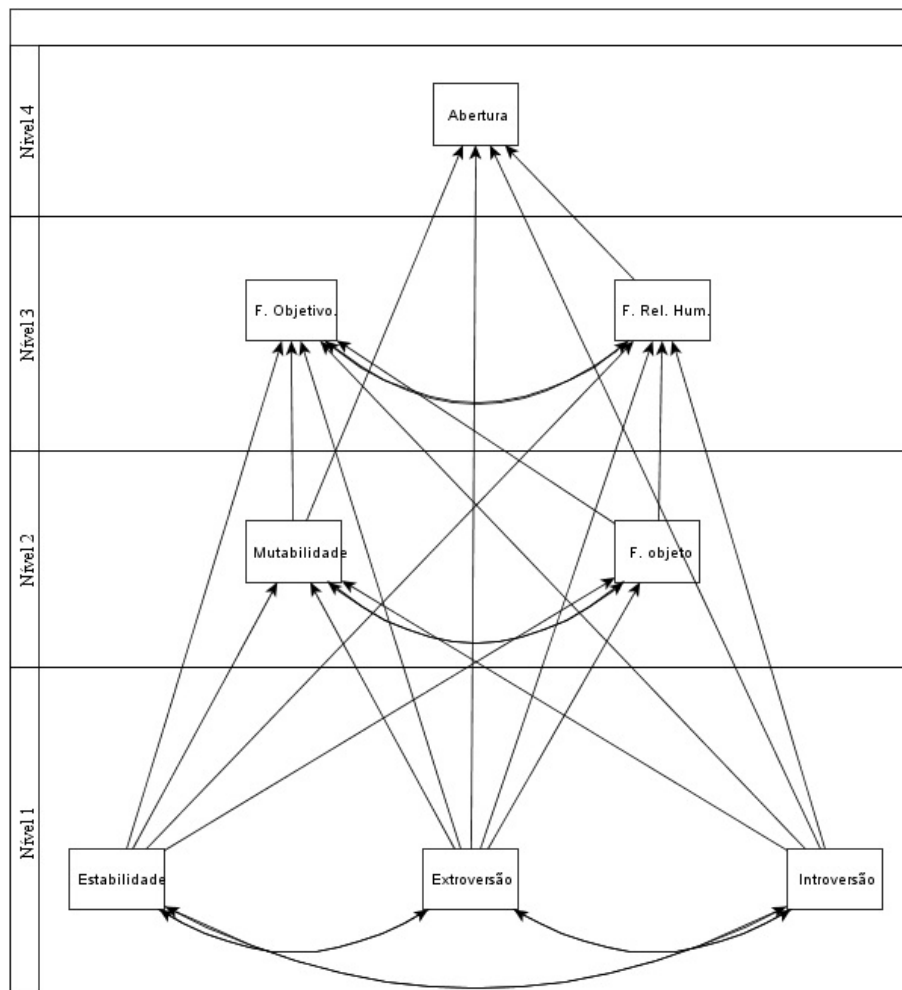 Nível 4
Abertura
Nível 3
F. Objetivo.
F. Rel. Hum.
Nível 2
Mutabilidade
F. objeto
Nível 1
Estabilidade
Extroversão
Introversão